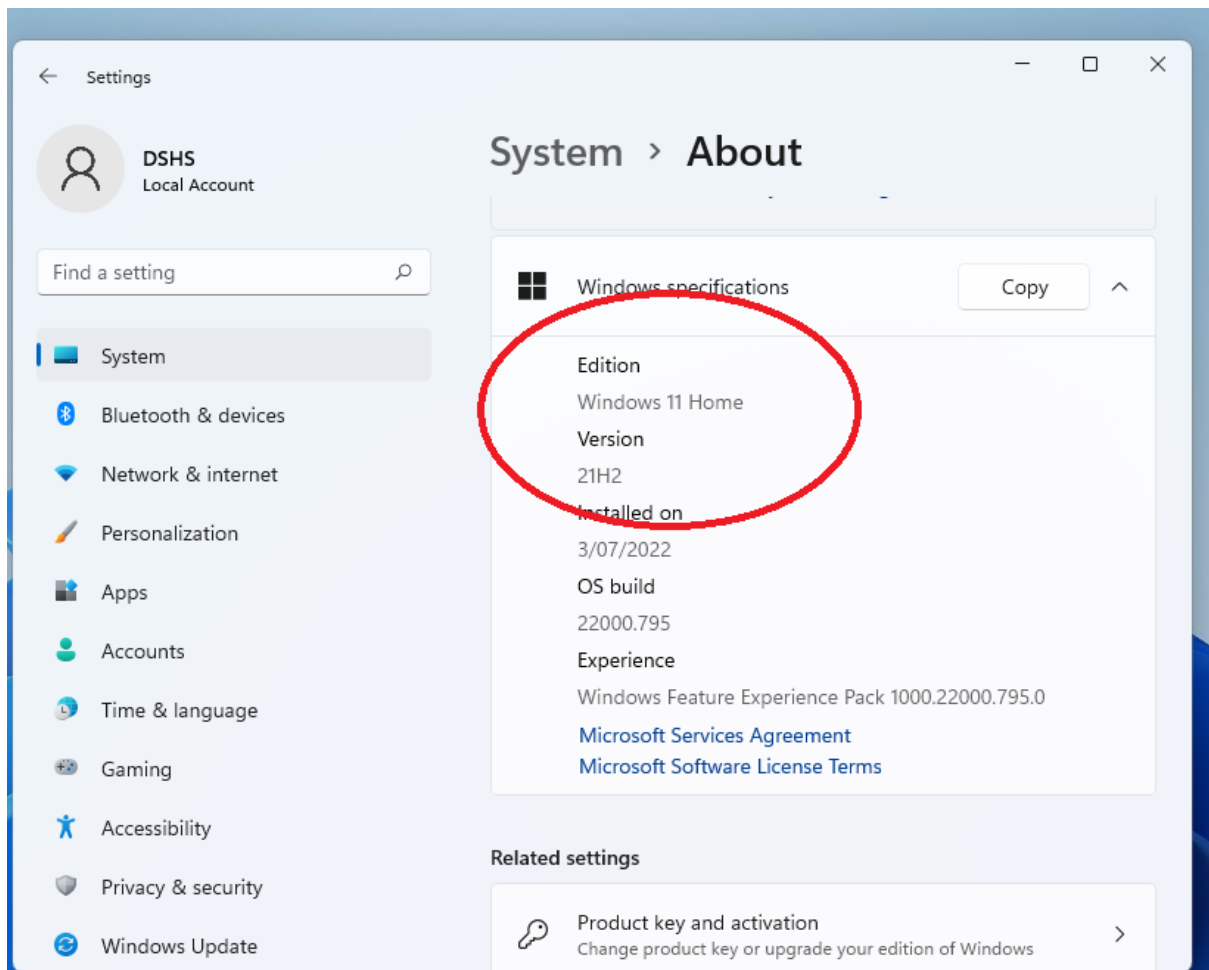 Settings
DSHS
Local Account
Find a setting
System
Bluetooth & devices
Network & internet
Personalization
Apps
Accounts
Time & language
Gaming
Accessibility
Privacy & security
Windows Update
System > About
Windows specifications
Copy
Edition
Windows 11 Home
Version
21H2
Installed on
3/07/2022
OS build
22000.795
Experience
Windows Feature Experience Pack 1000.22000.795.0
Microsoft Services Agreement
Microsoft Software License Terms
Related settings
Product key and activation
Change product key or upgrade your edition of Windows